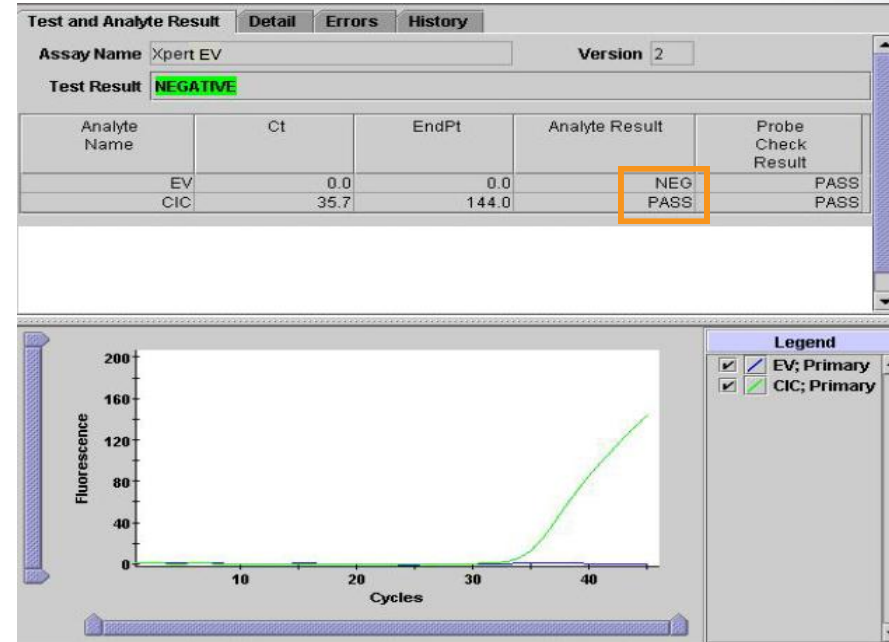 Test and Analyte Result Detail Errors History
Assay Name Xpert EV Version 2
Test Result NEGATIVE
Analyte Name Ct EndPt Analyte Result Probe Check Result
EV 0.0 0.0 NEG PASS
CIC 35.7 144.0 PASS PASS
Legend
EV; Primary
CIC; Primary
200
160
120
80
40
0
Fluorescence
10 20 30 40
Cycles